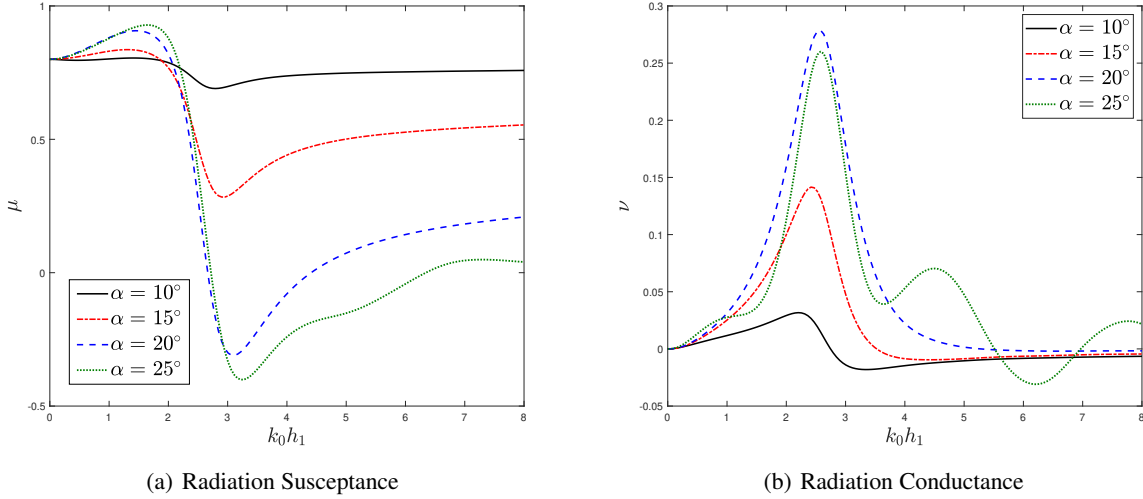 1
0.5
0
-0.5
μ
0 1 2 3 4 5 6 7 8
k₀h₁
α = 10°
α = 15°
α = 20°
α = 25°
(a) Radiation Susceptance
0.3
0.25
0.2
0.15
0.1
0.05
0
-0.05
ν
0 1 2 3 4 5 6 7 8
k₀h₁
α = 10°
α = 15°
α = 20°
α = 25°
(b) Radiation Conductance